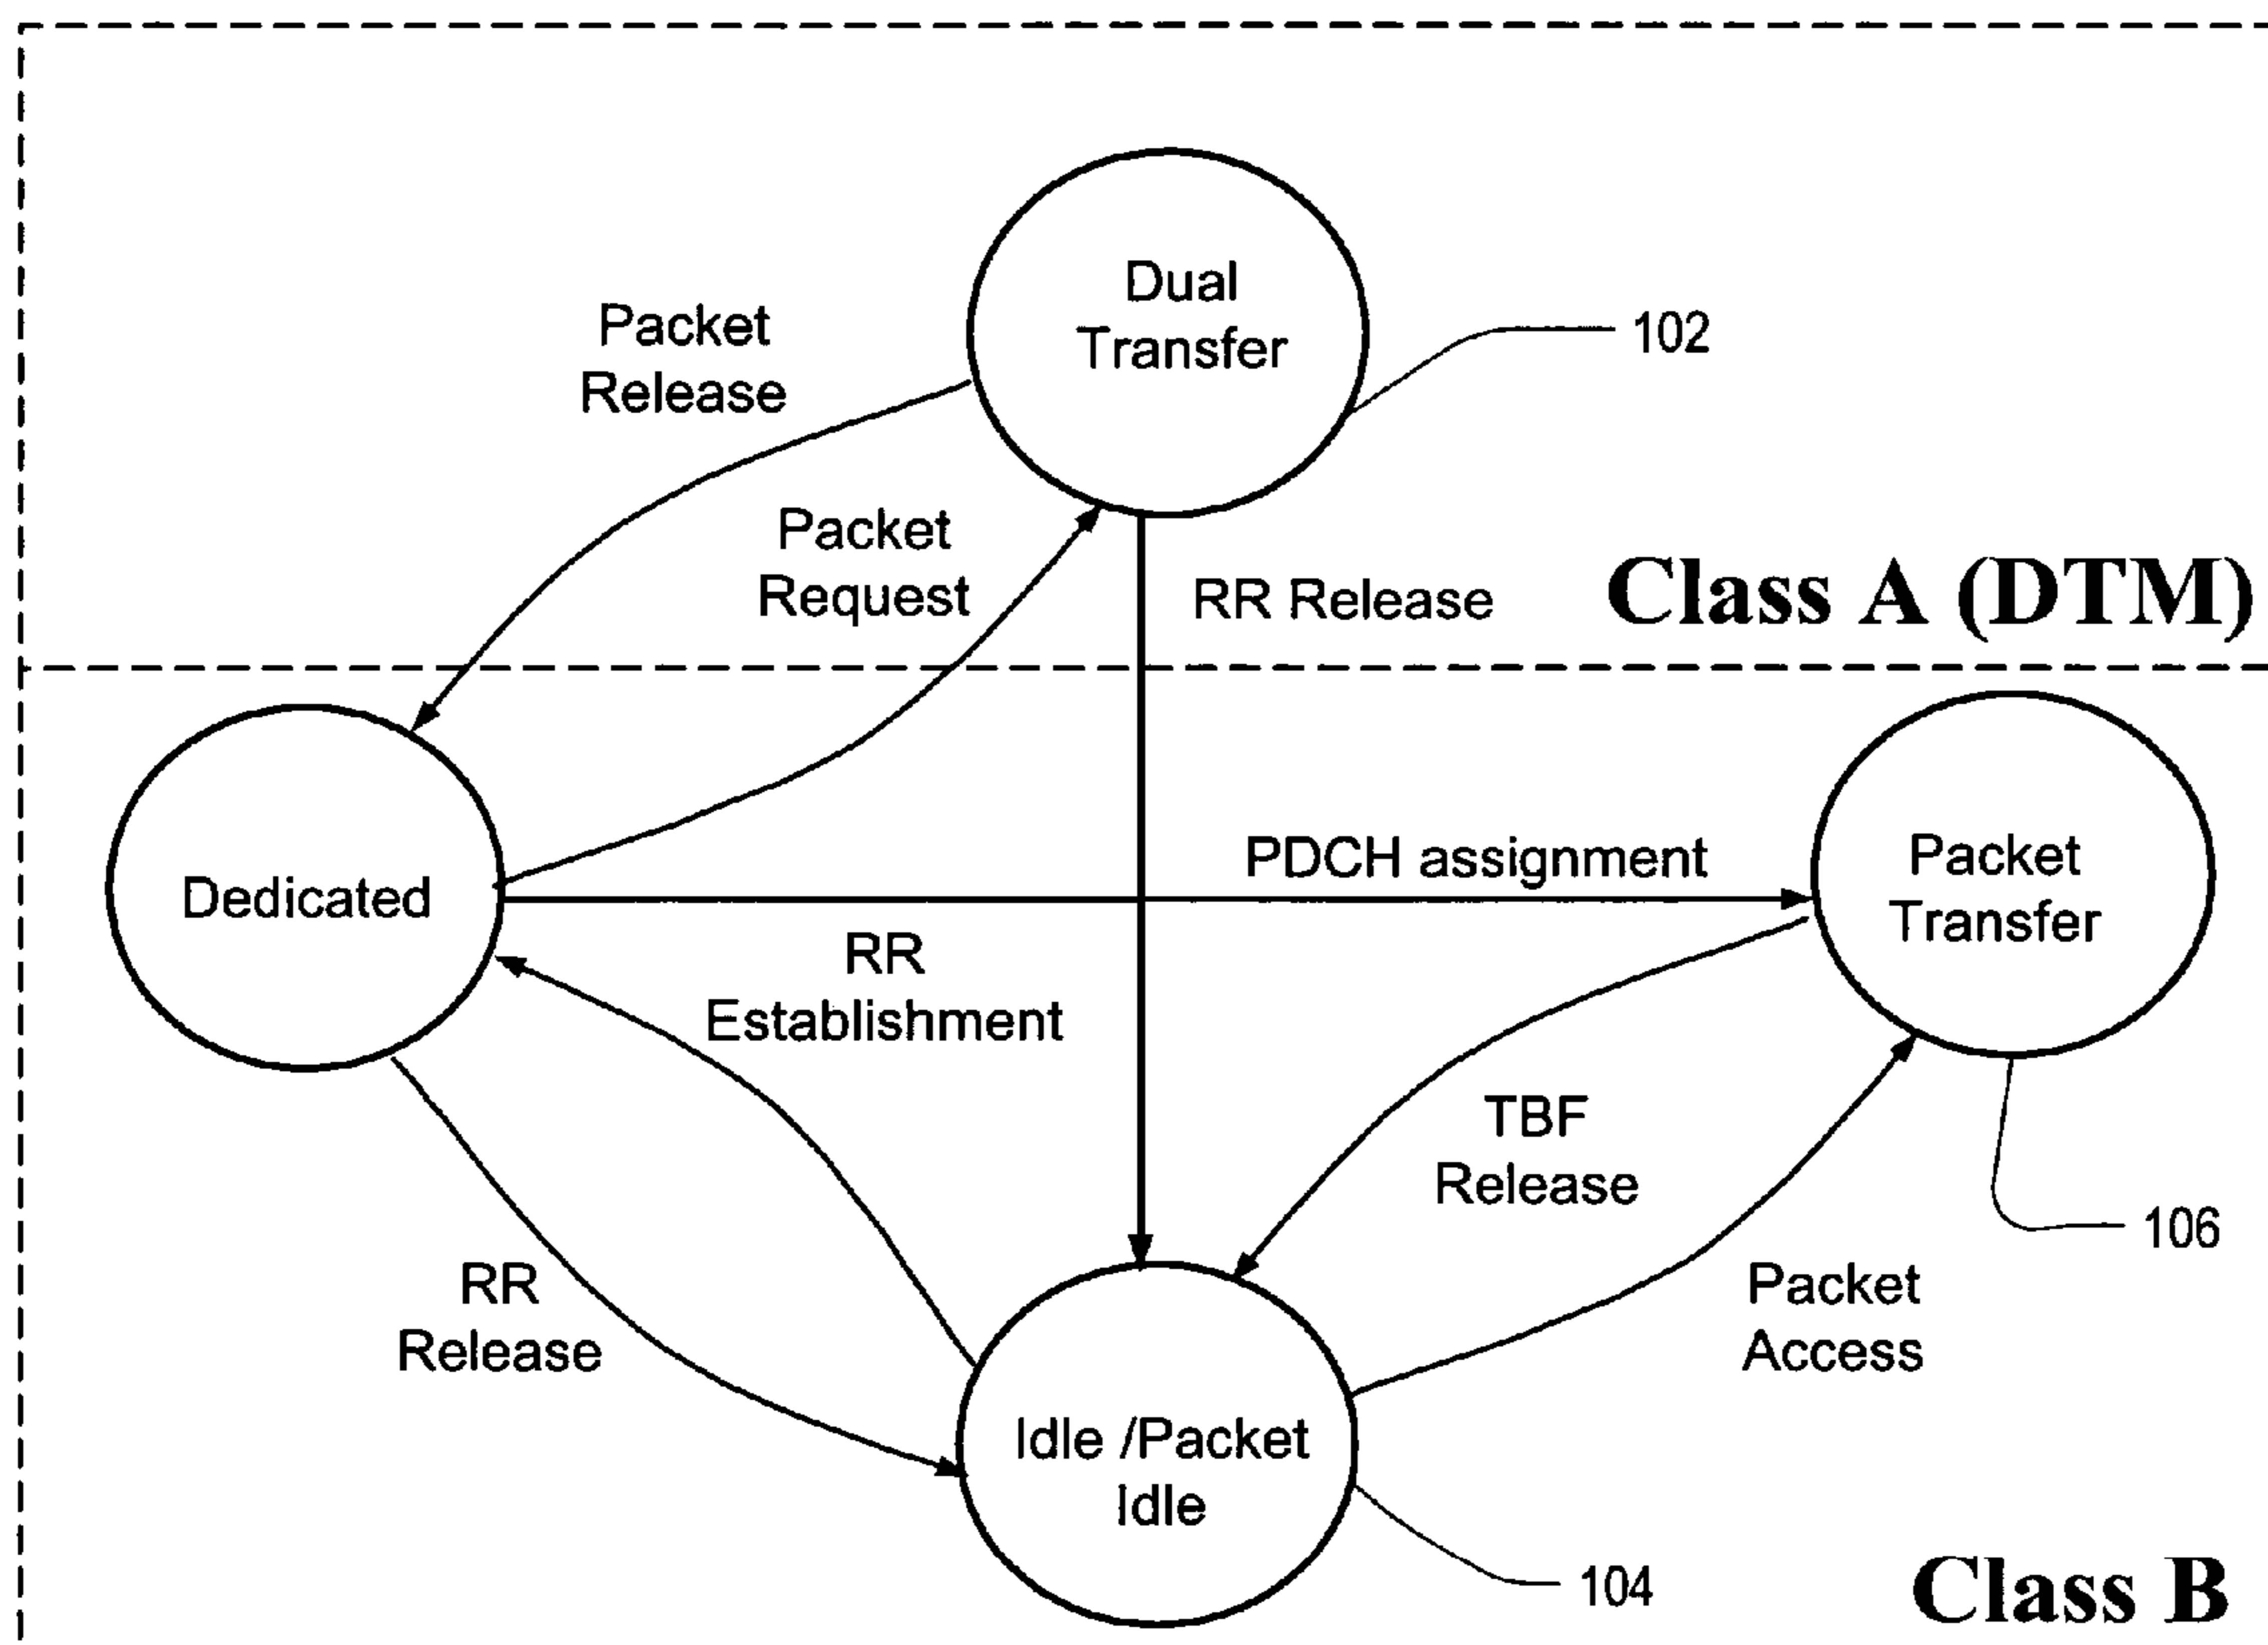 Dual
Transfer
102
Packet
Release
Packet
Request
RR Release
Class A (DTM)
Dedicated
PDCH assignment
Packet
Transfer
RR
Establishment
TBF
Release
106
RR
Release
Packet
Access
Idle /Packet
Idle
104
Class B